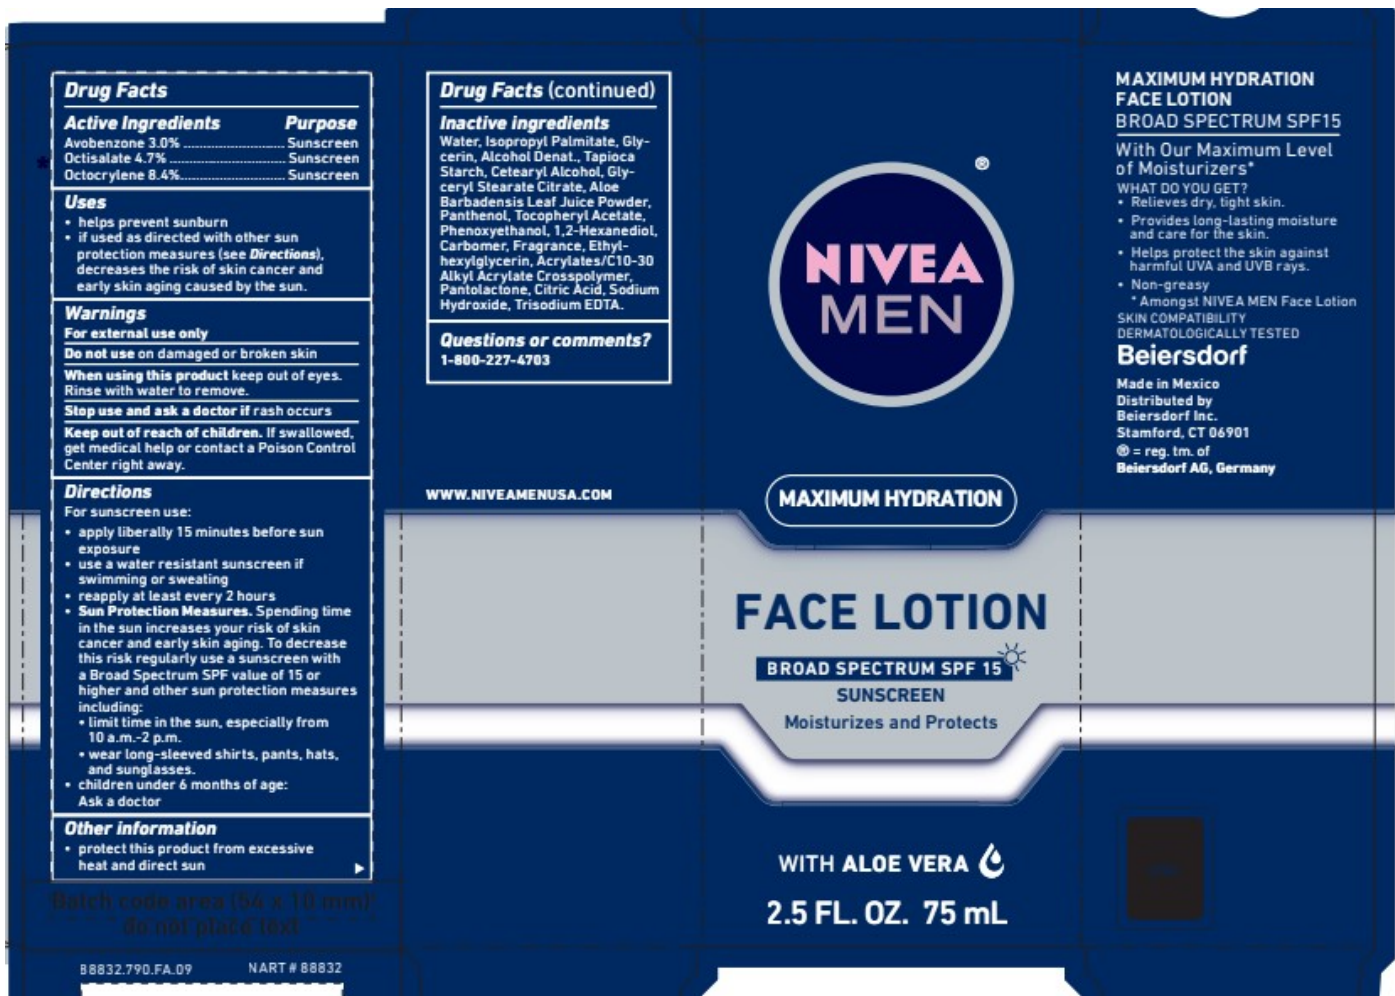 Drug Facts
Active Ingredients Purpose
Avobenzone 3.0% ............................ Sunscreen
Octisalate 4.7% ................................ Sunscreen
Octocrylene 8.4%............................. Sunscreen
Uses
• helps prevent sunburn
• if used as directed with other sun
protection measures (see Directions),
decreases the risk of skin cancer and
early skin aging caused by the sun.
Warnings
For external use only
Do not use on damaged or broken skin
When using this product keep out of eyes.
Rinse with water to remove.
Stop use and ask a doctor if rash occurs
Keep out of reach of children. If swallowed,
get medical help or contact a Poison Control
Center right away.
Directions
For sunscreen use:
• apply liberally 15 minutes before sun
exposure
• use a water resistant sunscreen if
swimming or sweating
• reapply at least every 2 hours
• Sun Protection Measures. Spending time
in the sun increases your risk of skin
cancer and early skin aging. To decrease
this risk regularly use a sunscreen with
a Broad Spectrum SPF value of 15 or
higher and other sun protection measures
including:
• limit time in the sun, especially from
10 a.m.-2 p.m.
• wear long-sleeved shirts, pants, hats,
and sunglasses.
• children under 6 months of age:
Ask a doctor
Other information
• protect this product from excessive
heat and direct sun
Batch code area (54 x 10 mm)
do not place text
B8832.790.FA.09 NART # 88832
Drug Facts (continued)
Inactive ingredients
Water, Isopropyl Palmitate, Gly-
cerin, Alcohol Denat., Tapioca
Starch, Cetearyl Alcohol, Gly-
ceryl Stearate Citrate, Aloe
Barbadensis Leaf Juice Powder,
Panthenol, Tocopheryl Acetate,
Phenoxyethanol, 1,2-Hexanediol,
Carbomer, Fragrance, Ethyl-
hexylglycerin, Acrylates/C10-30
Alkyl Acrylate Crosspolymer,
Pantolactone, Citric Acid, Sodium
Hydroxide, Trisodium EDTA.
Questions or comments?
1-800-227-4703
WWW.NIVEAMENUSA.COM
®
NIVEA
MEN
MAXIMUM HYDRATION
FACE LOTION
BROAD SPECTRUM SPF 15
SUNSCREEN
Moisturizes and Protects
WITH ALOE VERA
2.5 FL. OZ. 75 mL
MAXIMUM HYDRATION
FACE LOTION
BROAD SPECTRUM SPF15
With Our Maximum Level
of Moisturizers*
WHAT DO YOU GET?
• Relieves dry, tight skin.
• Provides long-lasting moisture
and care for the skin.
• Helps protect the skin against
harmful UVA and UVB rays.
• Non-greasy
* Amongst NIVEA MEN Face Lotion
SKIN COMPATIBILITY
DERMATOLOGICALLY TESTED
Beiersdorf
Made in Mexico
Distributed by
Beiersdorf Inc.
Stamford, CT 06901
® = reg. tm. of
Beiersdorf AG, Germany